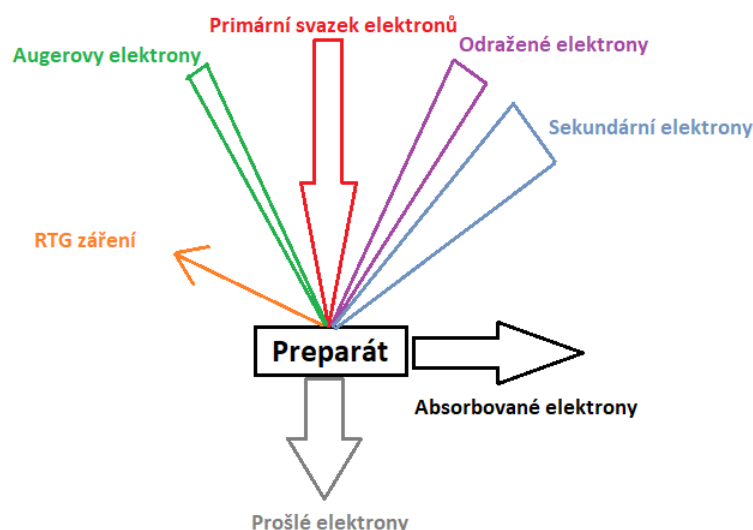 Primární svazek elektronů
Augerovy elektrony
Odražené elektrony
Sekundární elektrony
RTG záření
Preparát
Absorbované elektrony
Prošlé elektrony